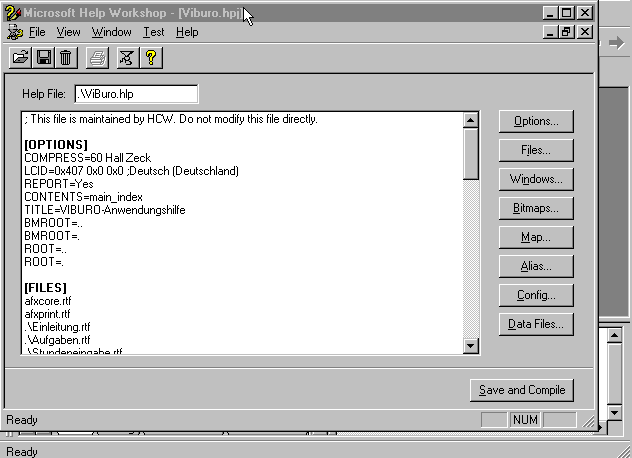 Microsoft Help Workshop - [Viburo.hpj]
File View Window Test Help
Help File: .\ViBuro.hlp
; This file is maintained by HCW. Do not modify this file directly.
[OPTIONS]
COMPRESS=60 Hall Zeck
LCID=0x407 0x0 0x0 ;Deutsch (Deutschland)
REPORT=Yes
CONTENTS=main_index
TITLE=VIBURO-Anwendungshilfe
BMROOT=..
BMROOT=.
ROOT=..
ROOT=.
[FILES]
afxcore.rtf
afxprint.rtf
.\Einleitung.rtf
.\Aufgaben.rtf
.\Stundeneingabe.rtf
Options...
Files...
Windows...
Bitmaps...
Map...
Alias...
Config...
Data Files...
Save and Compile
Ready
NUM
Ready